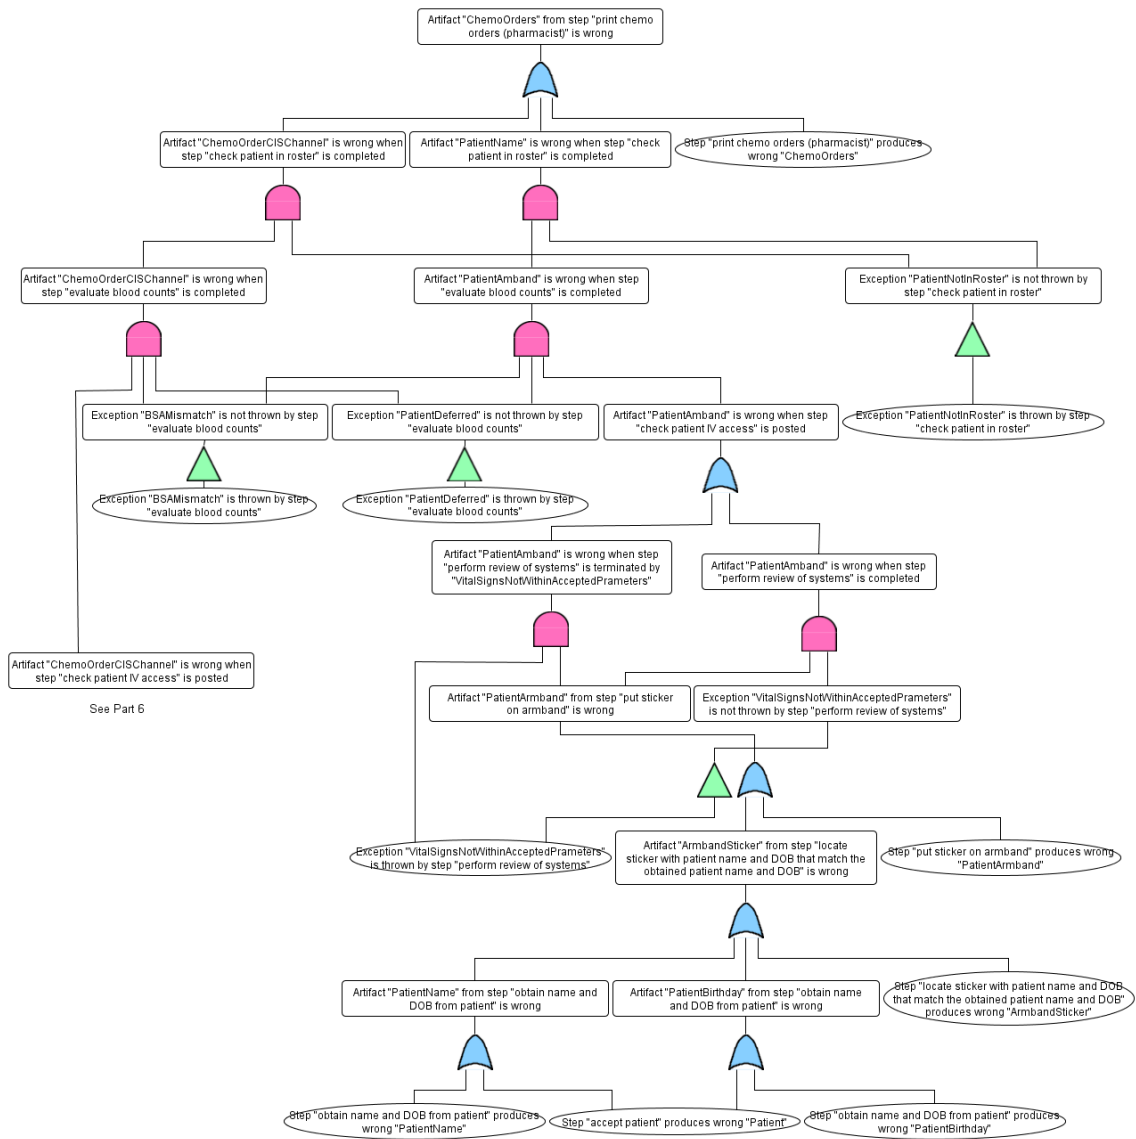 Artifact "ChemoOrders" from step "print chemo
orders (pharmacist)" is wrong
Artifact "ChemoOrderCISChannel" is wrong when
step "check patient in roster" is completed
Artifact "PatientName" is wrong when step "check
patient in roster" is completed
Step "print chemo orders (pharmacist)" produces
wrong "ChemoOrders"
Artifact "ChemoOrderCISChannel" is wrong when
step "evaluate blood counts" is completed
Artifact "PatientAmband" is wrong when step
"evaluate blood counts" is completed
Exception "PatientNotInRoster" is not thrown by
step "check patient in roster"
Exception "BSAMismatch" is not thrown by step
"evaluate blood counts"
Exception "PatientDeferred" is not thrown by step
"evaluate blood counts"
Artifact "PatientAmband" is wrong when step
"check patient IV access" is posted
Exception "PatientNotInRoster" is thrown by step
"check patient in roster"
Exception "BSAMismatch" is thrown by step
"evaluate blood counts"
Exception "PatientDeferred" is thrown by step
"evaluate blood counts"
Artifact "PatientAmband" is wrong when step
"perform review of systems" is terminated by
"VitalSignsNotWithinAcceptedPrameters"
Artifact "PatientAmband" is wrong when step
"perform review of systems" is completed
Artifact "ChemoOrderCISChannel" is wrong when
step "check patient IV access" is posted
See Part 6
Artifact "PatientArmband" from step "put sticker
on armband" is wrong
Exception "VitalSignsNotWithinAcceptedPrameters"
is not thrown by step "perform review of systems"
Exception "VitalSignsNotWithinAcceptedPrameters"
is thrown by step "perform review of systems"
Artifact "ArmbandSticker" from step "locate
sticker with patient name and DOB that match the
obtained patient name and DOB" is wrong
Step "put sticker on armband" produces wrong
"PatientArmband"
Artifact "PatientName" from step "obtain name and
DOB from patient" is wrong
Artifact "PatientBirthday" from step "obtain name
and DOB from patient" is wrong
Step "locate sticker with patient name and DOB
that match the obtained patient name and DOB"
produces wrong "ArmbandSticker"
Step "obtain name and DOB from patient" produces
wrong "PatientName"
Step "accept patient" produces wrong "Patient"
Step "obtain name and DOB from patient" produces
wrong "PatientBirthday"